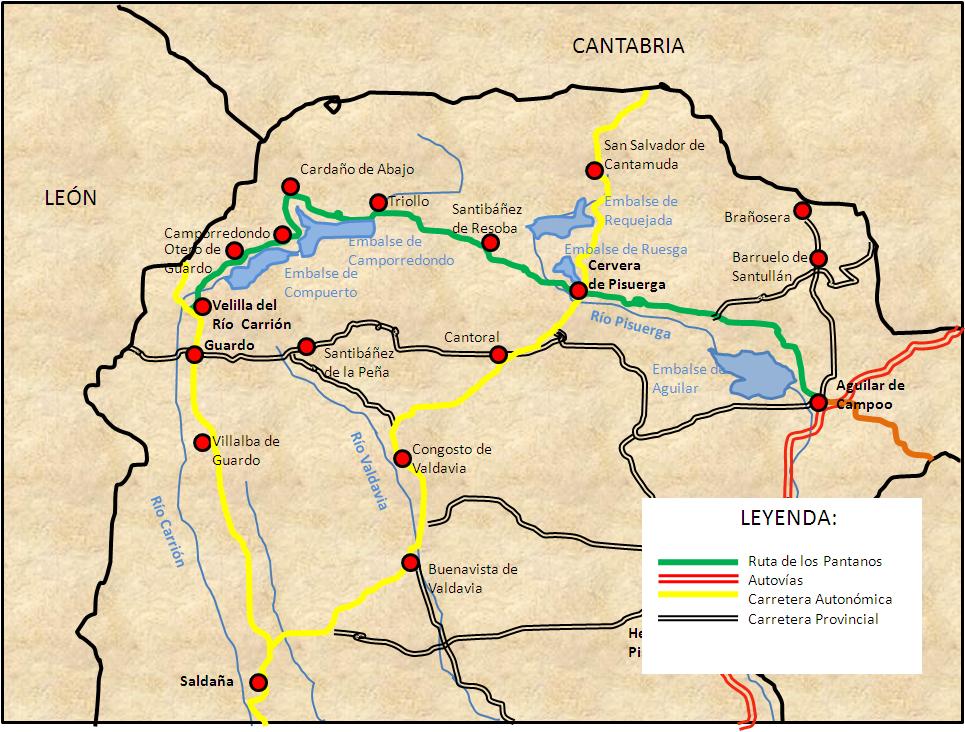 CANTABRIA
San Salvador de
Cantamuda
Cardaño de Abajo
LEÓN
Triollo
Embalse de
Requejada
Santibáñez
de Resoba
Brañosera
Camporredondo
Otero de
Guardo
Embalse de
Camporredondo
Embalse de Ruesga
Barruelo de
Santullán
Cervera
de Pisuerga
Embalse de
Compuerto
Velilla del
Río Carrión
Río Pisuerga
Guardo
Cantoral
Santibáñez
de la Peña
Embalse de
Aguilar
Aguilar de
Campoo
Villalba de
Guardo
Río Valdavia
Congosto de
Valdavia
Río Carrión
LEYENDA:
Ruta de los Pantanos
Autovías
Carretera Autonómica
Carretera Provincial
Buenavista de
Valdavia
He
Pi
Saldaña